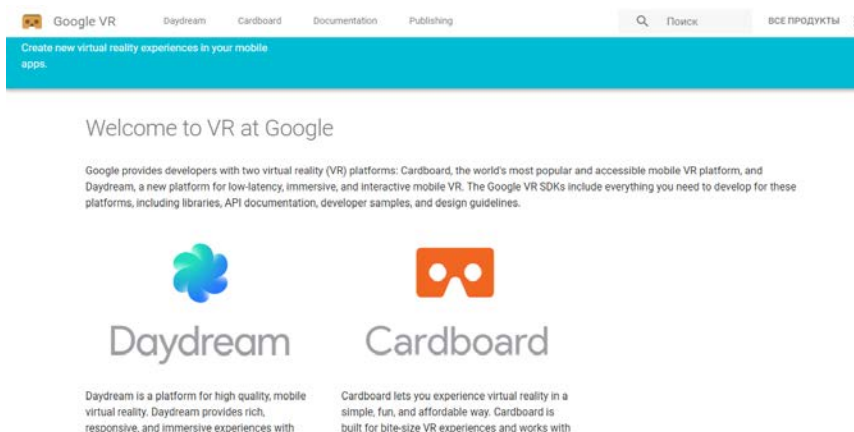 Google VR Daydream Cardboard Documentation Publishing Поиск ВСЕ ПРОДУКТЫ
Create new virtual reality experiences in your mobile
apps.
Welcome to VR at Google
Google provides developers with two virtual reality (VR) platforms: Cardboard, the world's most popular and accessible mobile VR platform, and
Daydream, a new platform for low-latency, immersive, and interactive mobile VR. The Google VR SDKs include everything you need to develop for these
platforms, including libraries, API documentation, developer samples, and design guidelines.
Daydream
Daydream is a platform for high quality, mobile
virtual reality. Daydream provides rich,
responsive, and immersive experiences with
Cardboard
Cardboard lets you experience virtual reality in a
simple, fun, and affordable way. Cardboard is
built for bite-size VR experiences and works with